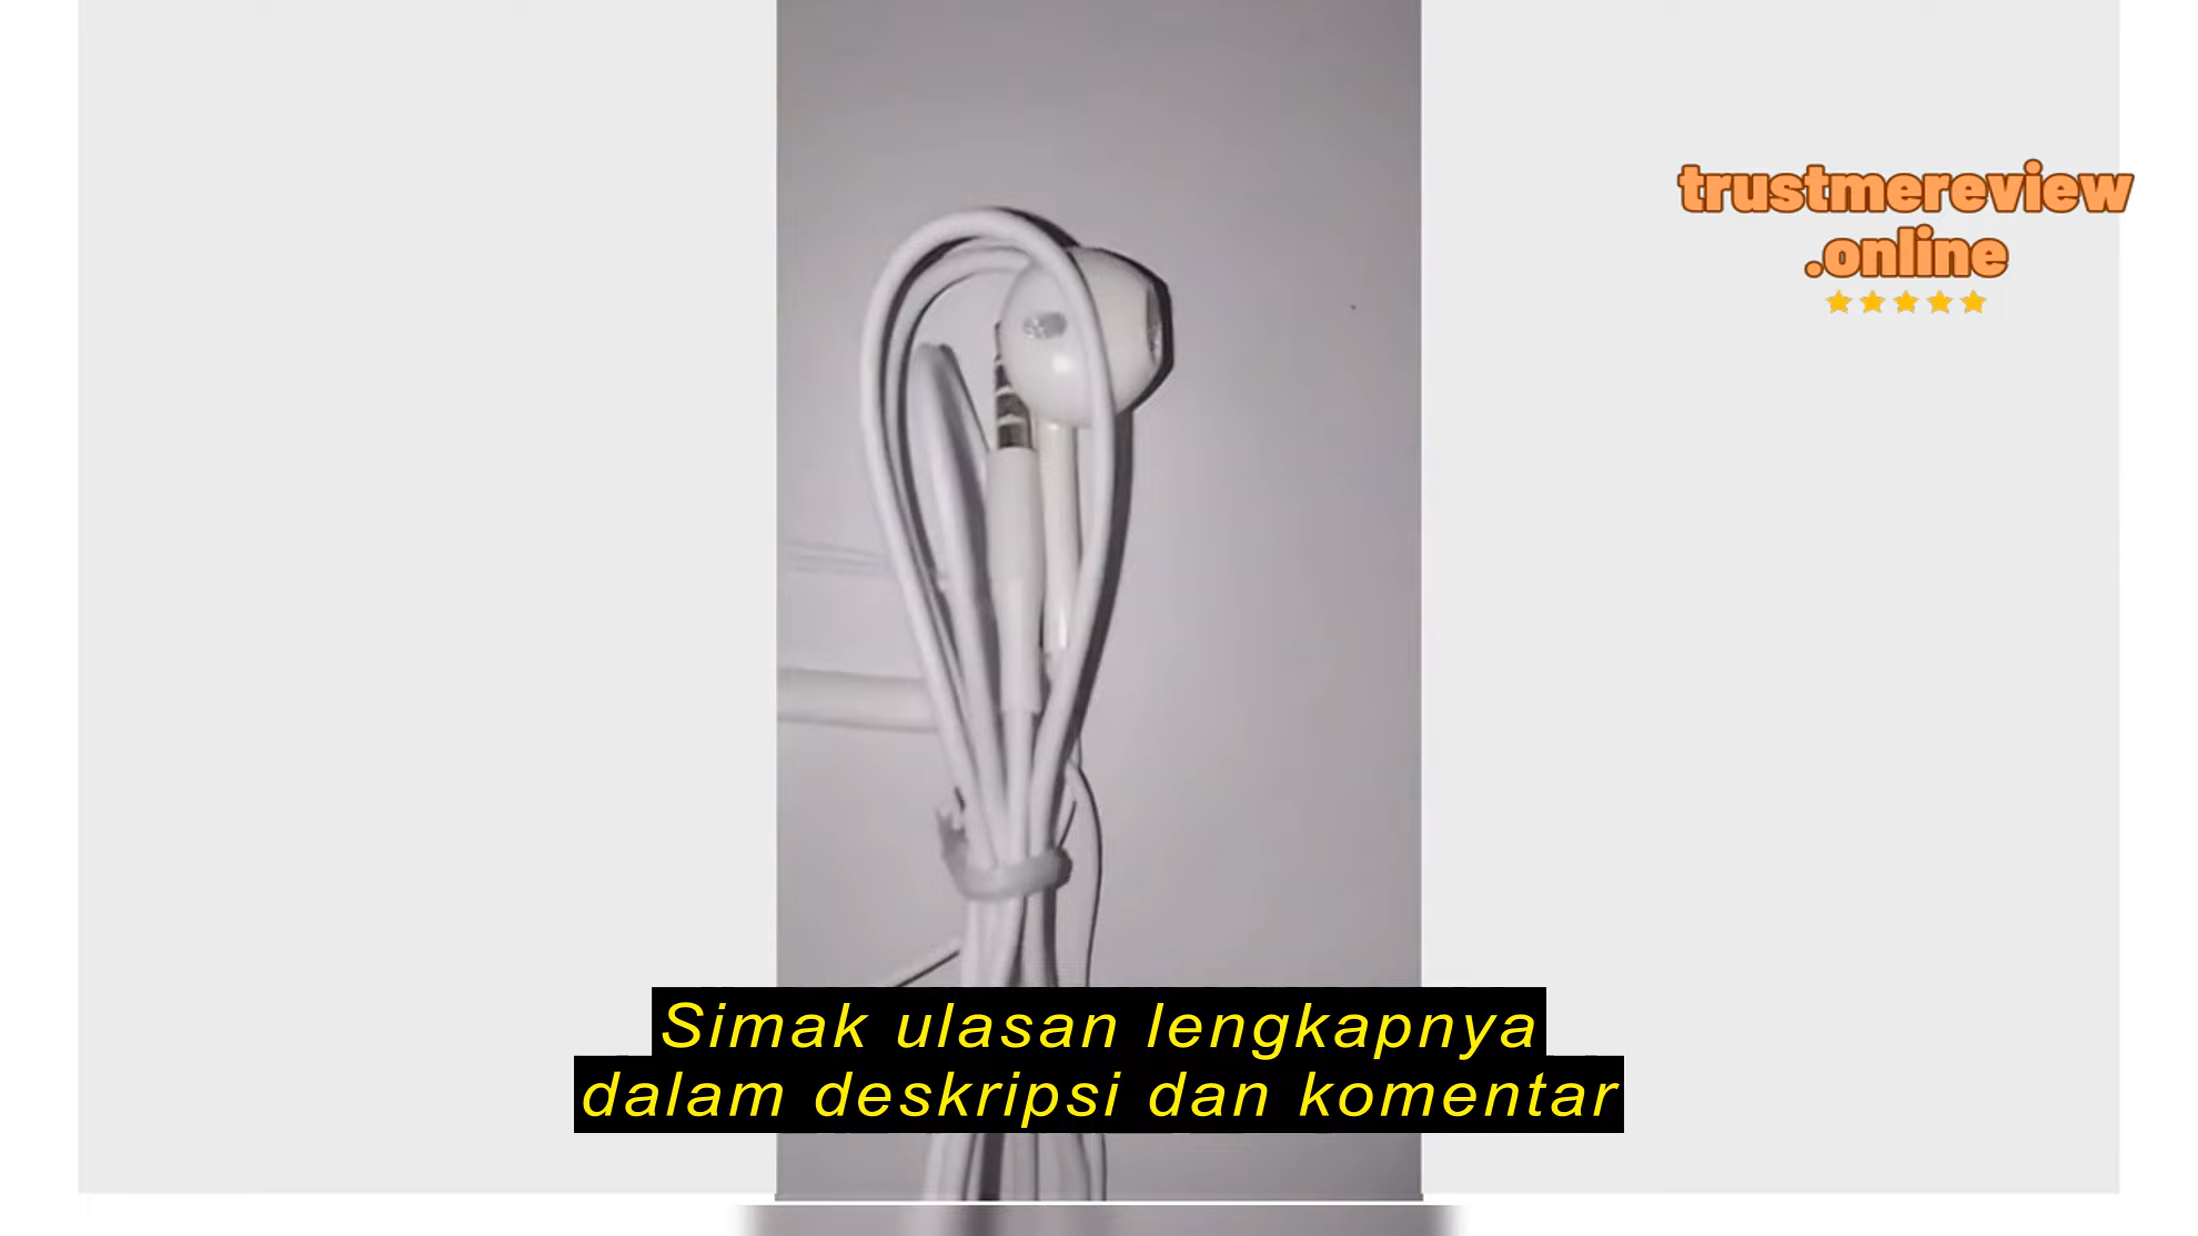 trustmereview
.online
Simak ulasan lengkapnya
dalam deskripsi dan komentar